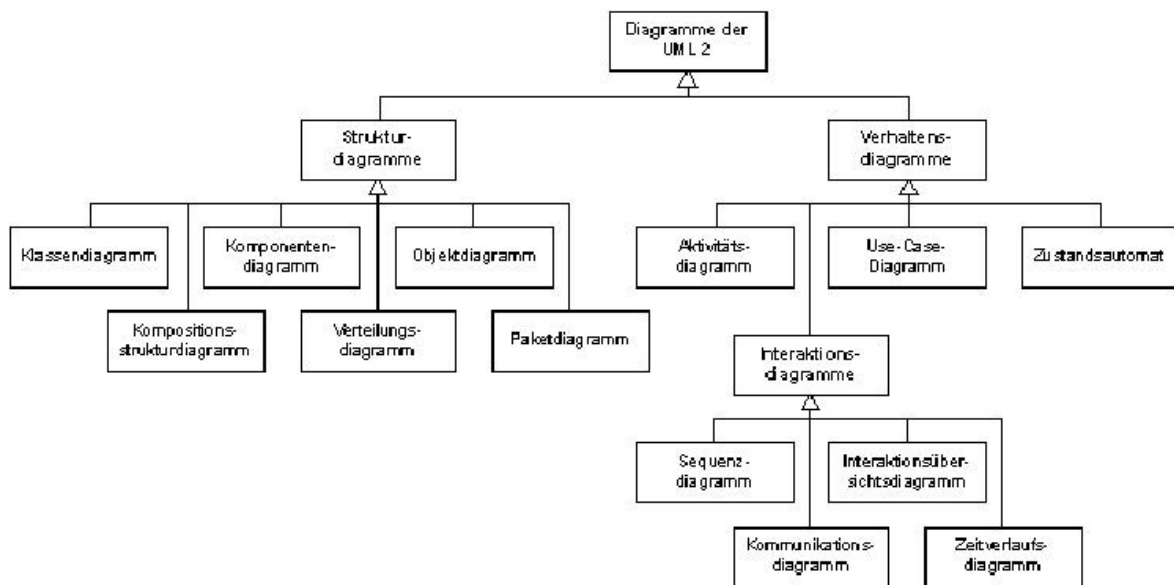 Diagramme der
UML 2
Struktur-
diagramme
Verhaltens-
diagramme
Klassendiagramm
Komponenten-
diagramm
Objektdiagramm
Aktivitäts-
diagramm
Use-Case-
Diagramm
Zustandsautomat
Kompositions-
strukturdiagramm
Verteilungs-
diagramm
Paketdiagramm
Interaktions-
diagramme
Sequenz-
diagramm
Interaktionsüber-
sichtsdiagramm
Kommunikations-
diagramm
Zeitverlaufs-
diagramm